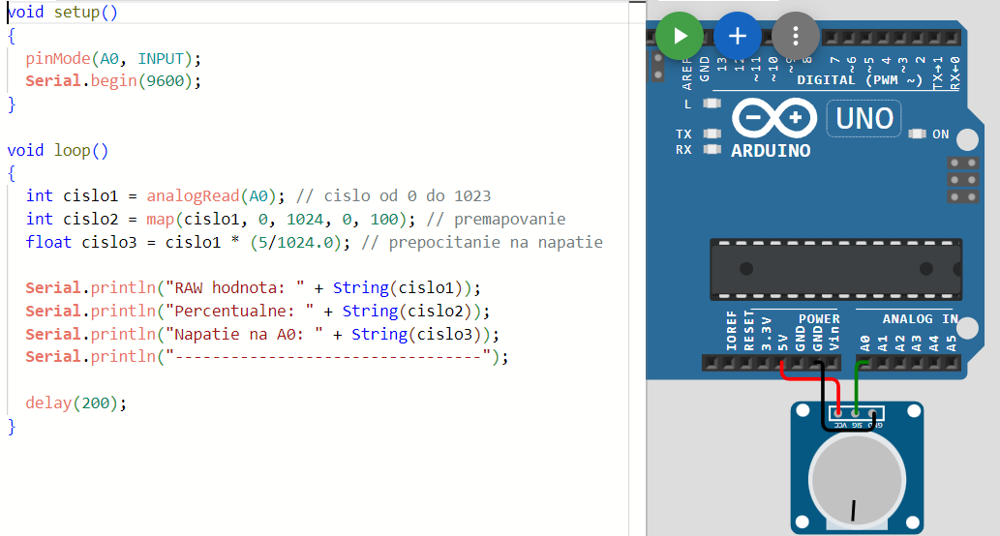 void setup()
{
pinMode(A0, INPUT);
Serial.begin(9600);
}
void loop()
{
int cislo1 = analogRead(A0); // cislo od 0 do 1023
int cislo2 = map(cislo1, 0, 1024, 0, 100); // premapovanie
float cislo3 = cislo1 * (5/1024.0); // prepocitanie na napatie
Serial.println("RAW hodnota: " + String(cislo1));
Serial.println("Percentualne: " + String(cislo2));
Serial.println("Napatie na A0: " + String(cislo3));
Serial.println("---------------------------------");
delay(200);
}
AREF
GND
13
12
~11
~10
~9
8
7
~6
~5
4
~3
2
TX→1
RX←0
DIGITAL (PWM ~)
L
TX
RX
ARDUINO
UNO
ON
POWER
ANALOG IN
IOREF
RESET
3.3V
5V
GND
GND
Vin
A0
A1
A2
A3
A4
A5
VCC
SIG
GND